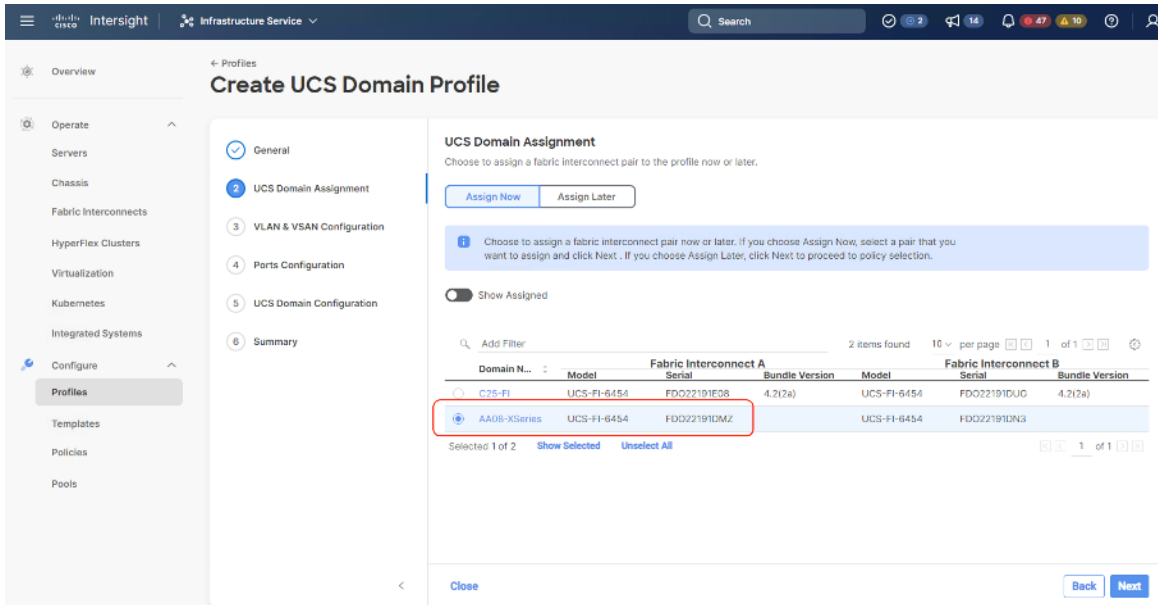 cisco Intersight Infrastructure Service Search 2 14 47 10
Overview
Operate
Servers
Chassis
Fabric Interconnects
HyperFlex Clusters
Virtualization
Kubernetes
Integrated Systems
Configure
Profiles
Templates
Policies
Pools
← Profiles
Create UCS Domain Profile
General
2 UCS Domain Assignment
3 VLAN & VSAN Configuration
4 Ports Configuration
5 UCS Domain Configuration
6 Summary
UCS Domain Assignment
Choose to assign a fabric interconnect pair to the profile now or later.
Assign Now Assign Later
Choose to assign a fabric interconnect pair now or later. If you choose Assign Now, select a pair that you
want to assign and click Next . If you choose Assign Later, click Next to proceed to policy selection.
Show Assigned
Add Filter 2 items found 10 per page 1 of 1
Fabric Interconnect A Fabric Interconnect B
Domain N... Model Serial Bundle Version Model Serial Bundle Version
C25-FI UCS-FI-6454 FDO22191E08 4.2(2a) UCS-FI-6454 FDO22191DUG 4.2(2a)
AA08-XSeries UCS-FI-6454 FDO22191DMZ UCS-FI-6454 FDO22191DN3
Selected 1 of 2 Show Selected Unselect All 1 of 1
Close Back Next